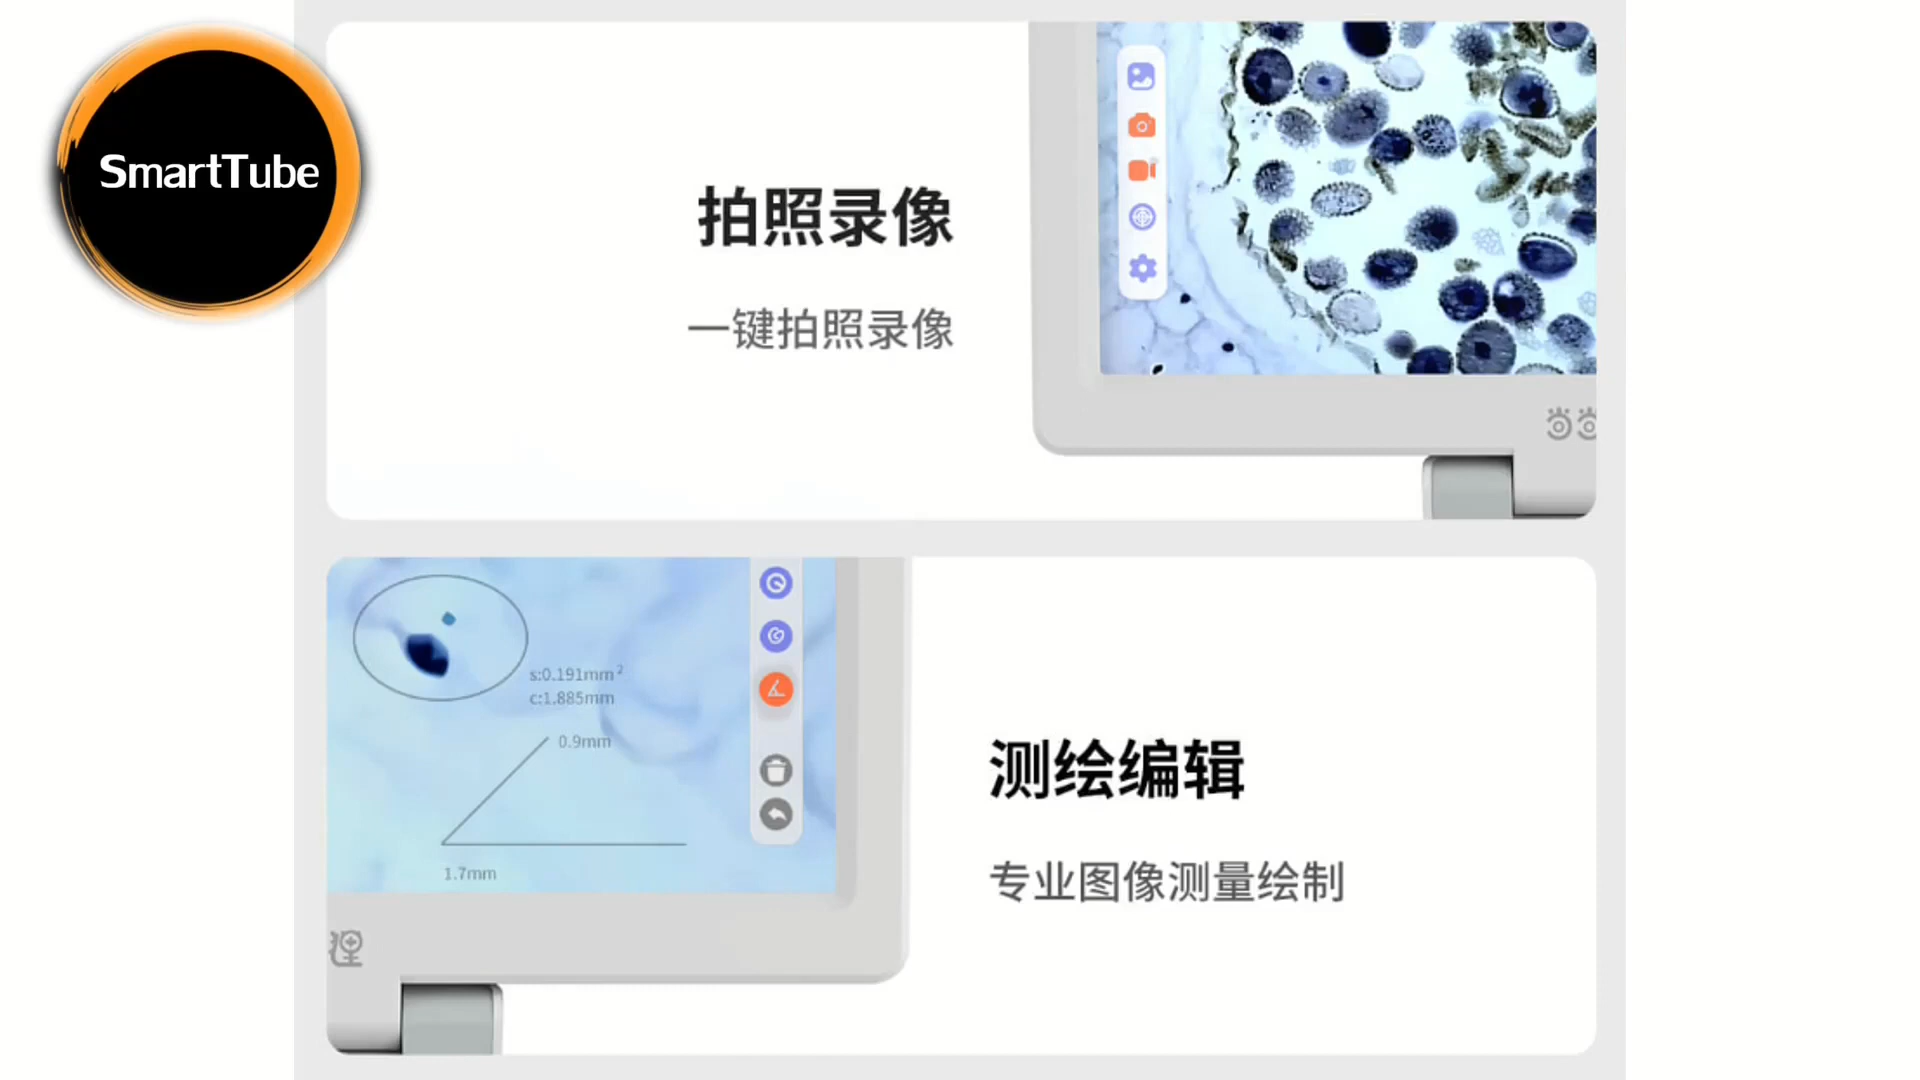 SmartTube
拍照录像
一键拍照录像
s:0.191mm²
c:1.885mm
0.9mm
1.7mm
测绘编辑
专业图像测量绘制
狸